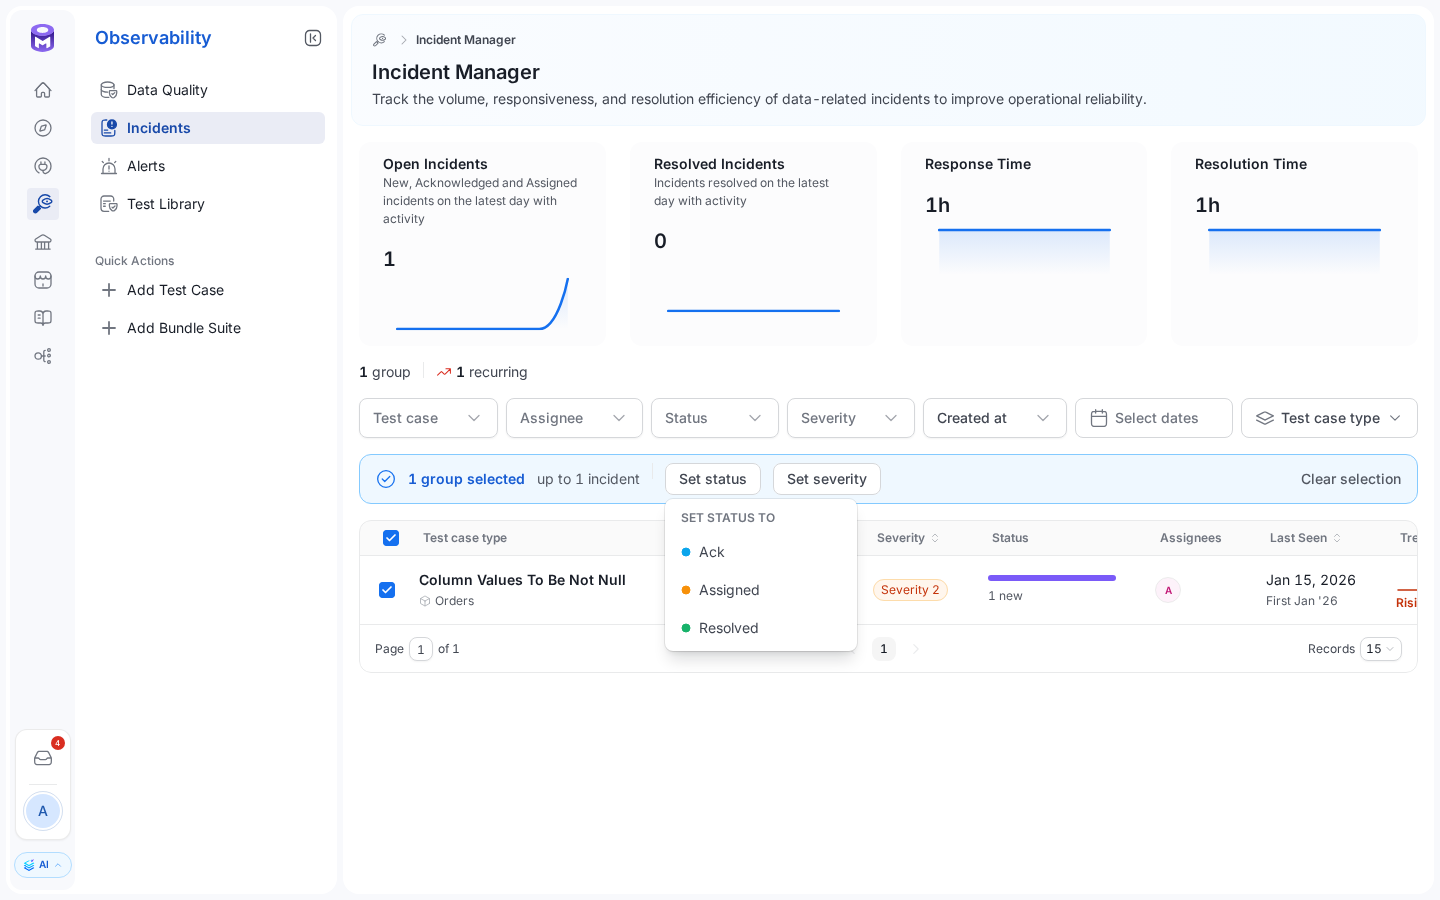 Observability
Data Quality
Incidents
Alerts
Test Library
Quick Actions
Add Test Case
Add Bundle Suite
4
A
AI
Incident Manager
Incident Manager
Track the volume, responsiveness, and resolution efficiency of data-related incidents to improve operational reliability.
Open Incidents
New, Acknowledged and Assigned
incidents on the latest day with
activity
1
Resolved Incidents
Incidents resolved on the latest
day with activity
0
Response Time
1h
Resolution Time
1h
1 group
1 recurring
Test case
Assignee
Status
Severity
Created at
Select dates
Test case type
1 group selected up to 1 incident
Set status
Set severity
Clear selection
SET STATUS TO
Ack
Assigned
Resolved
Test case type
Severity
Status
Assignees
Last Seen
Tre
Column Values To Be Not Null
Orders
Severity 2
1 new
A
Jan 15, 2026
First Jan '26
Risi
Page 1 of 1
1
Records 15